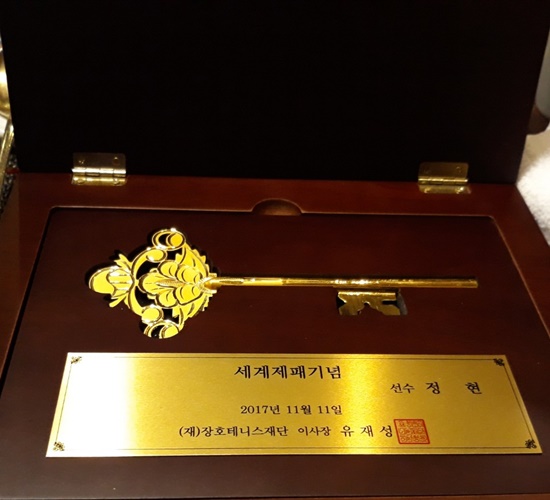 세계제패기념
선수 정 현
2017년 11월 11일
(재)장호테니스재단 이사장 유재성